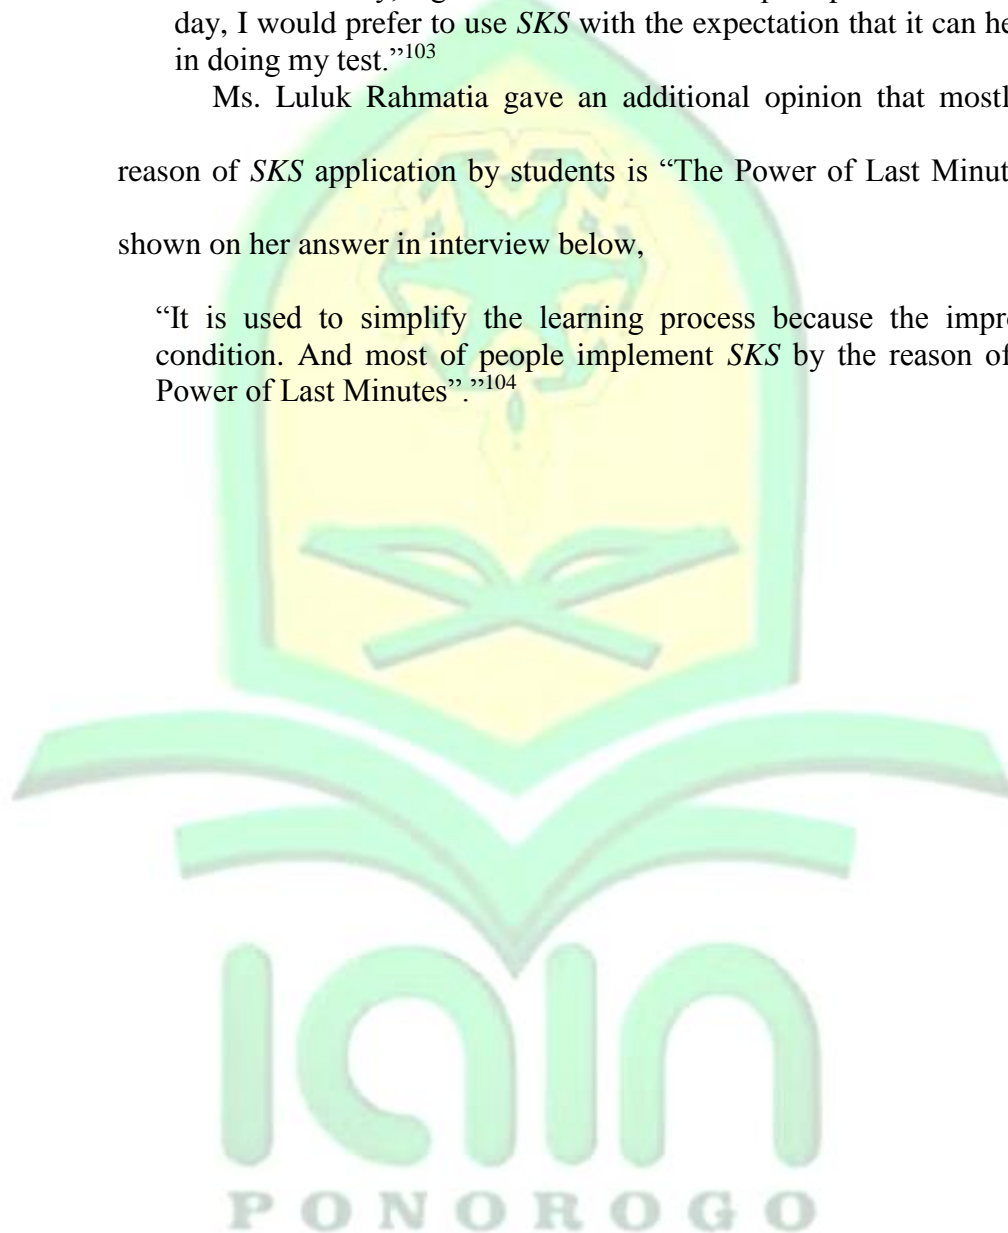 day, I would prefer to use SKS with the expectation that it can he
in doing my test.”103
Ms. Luluk Rahmatia gave an additional opinion that mostl
reason of SKS application by students is “The Power of Last Minut
shown on her answer in interview below,
“It is used to simplify the learning process because the impr
condition. And most of people implement SKS by the reason of
Power of Last Minutes”.”104
iain
PONOROGO